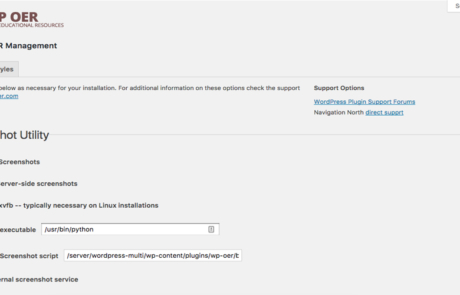 S
P OER
EDUCATIONAL RESOURCES
R Management
yles
below as necessary for your installation. For additional information on these options check the support
er.com
Support Options
WordPress Plugin Support Forums
Navigation North direct supprt
hot Utility
Screenshots
erver-side screenshots
xvfb -- typically necessary on Linux installations
executable /usr/bin/python
Screenshot script /server/wordpress-multi/wp-content/plugins/wp-oer/b
rnal screenshot service